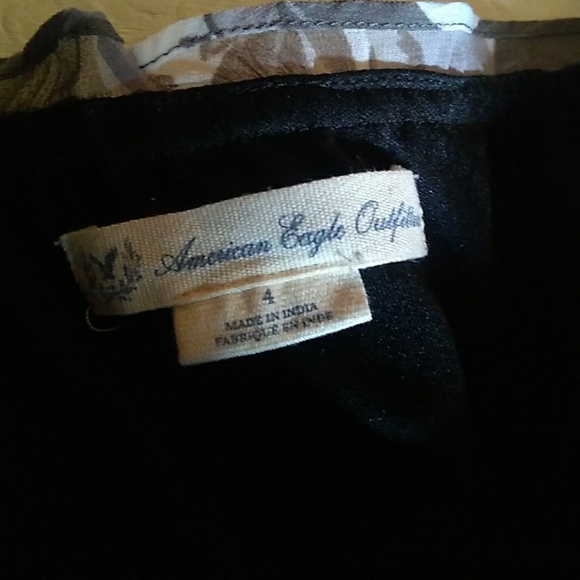 American Eagle Outfitters
4
MADE IN INDIA
FABRIQUÉ EN INDE